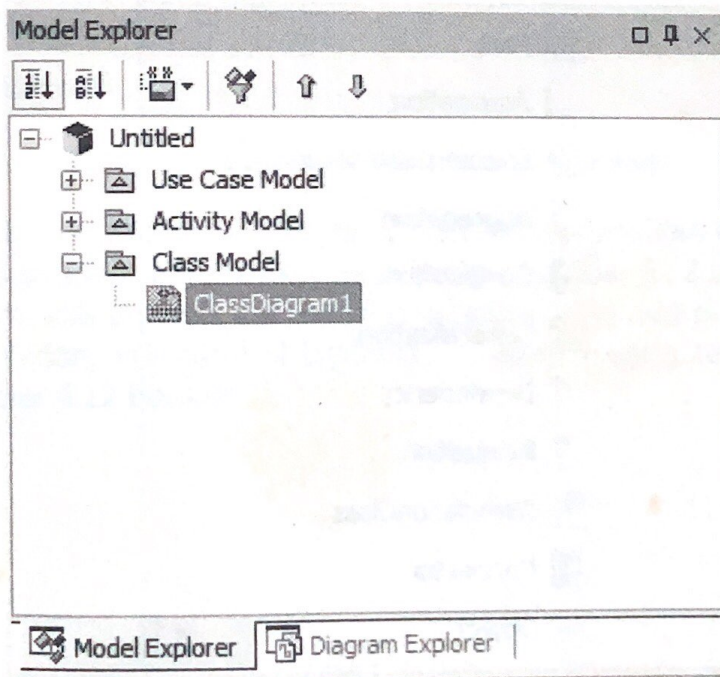 Model Explorer
Untitled
Use Case Model
Activity Model
Class Model
ClassDiagram1
Model Explorer
Diagram Explorer